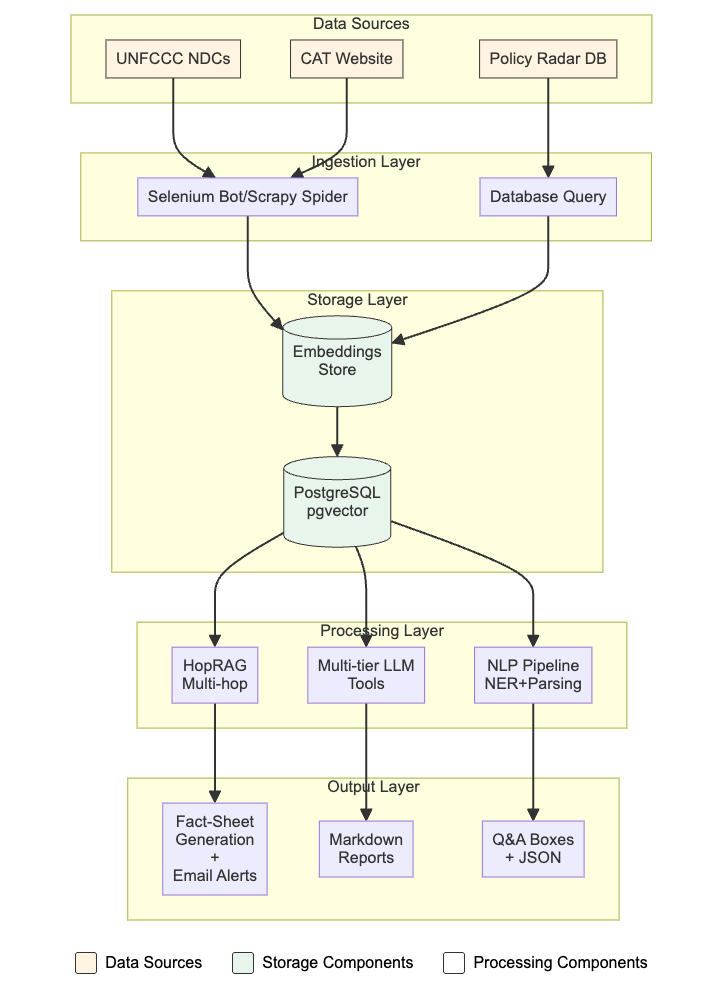 Data Sources
UNFCCC NDCs
CAT Website
Policy Radar DB
Ingestion Layer
Selenium Bot/Scrapy Spider
Database Query
Storage Layer
Embeddings
Store
PostgreSQL
pgvector
Processing Layer
HopRAG
Multi-hop
Multi-tier LLM
Tools
NLP Pipeline
NER+Parsing
Output Layer
Fact-Sheet
Generation
+
Email Alerts
Markdown
Reports
Q&A Boxes
+ JSON
Data Sources
Storage Components
Processing Components